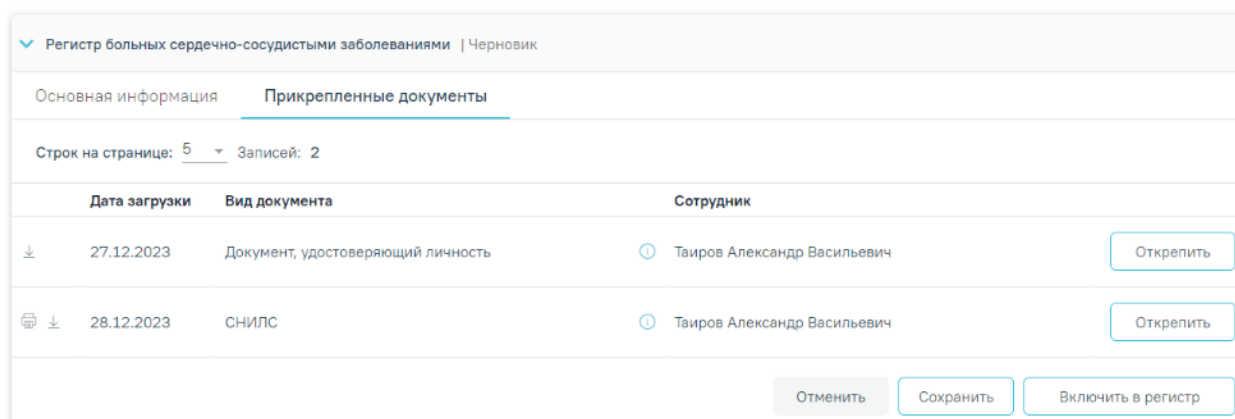 Регистр больных сердечно-сосудистыми заболеваниями | Черновик
Основная информация Прикрепленные документы
Строк на странице: 5 Записей: 2
Дата загрузки Вид документа Сотрудник
27.12.2023 Документ, удостоверяющий личность Таиров Александр Васильевич Открепить
28.12.2023 СНИЛС Таиров Александр Васильевич Открепить
Отменить Сохранить Включить в регистр